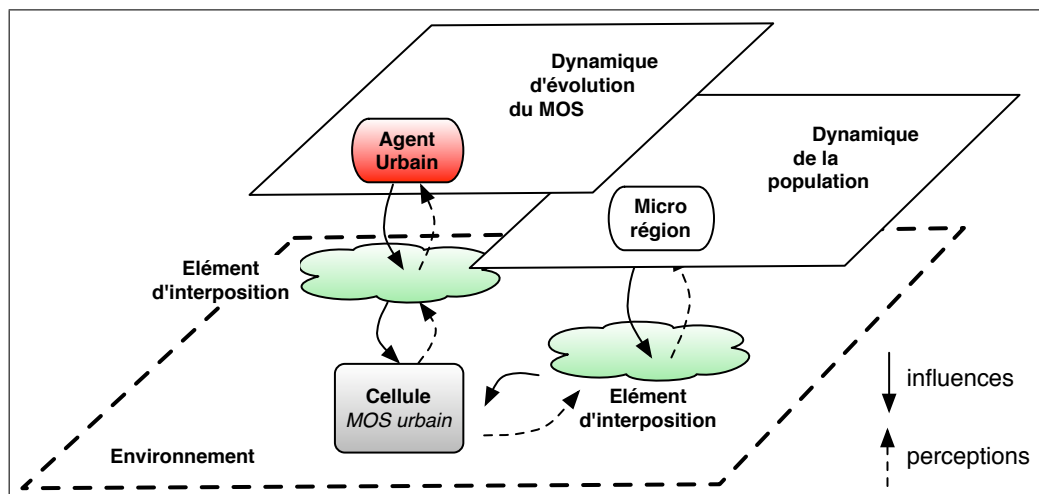 Dynamique
d'évolution
du MOS
Agent
Urbain
Dynamique
de la
population
Micro
région
Elément
d'interposition
Cellule
MOS urbain
Elément
d'interposition
Environnement
influences
perceptions